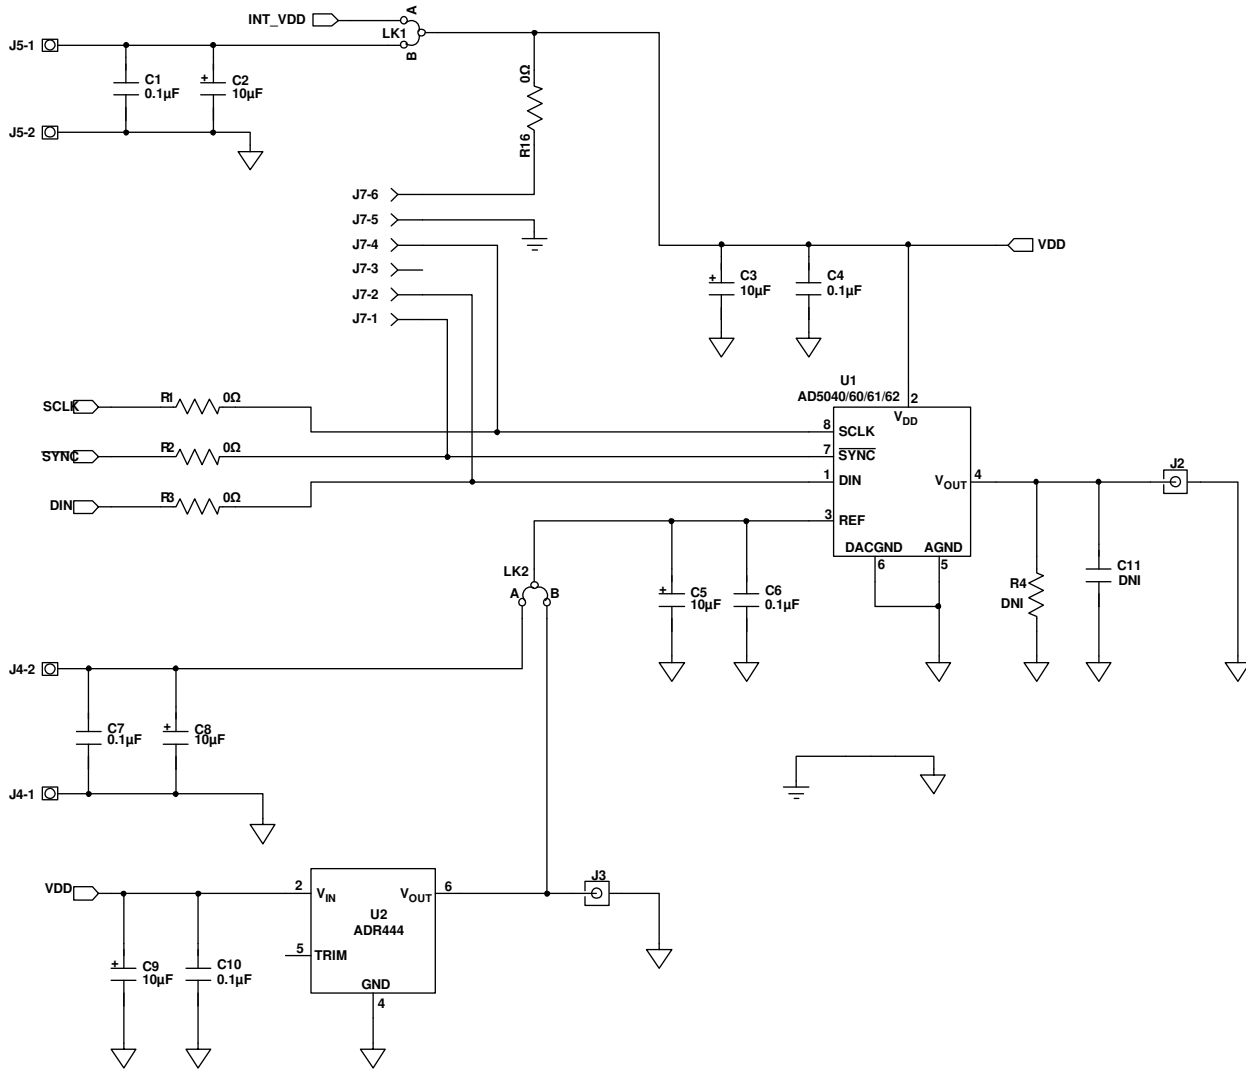 INT_VDD
A
LK1
B
J5-1
C1
0.1µF
+
C2
10µF
J5-2
0Ω
R16
J7-6
J7-5
J7-4
J7-3
J7-2
J7-1
VDD
+
C3
10µF
C4
0.1µF
U1
AD5040/60/61/62
2
VDD
SCLK
R1
0Ω
8
SCLK
SYNC
R2
0Ω
7
SYNC
DIN
R3
0Ω
1
DIN
VOUT
4
J2
3
REF
DACGND
AGND
6
5
LK2
A
B
+
C5
10µF
C6
0.1µF
R4
DNI
C11
DNI
J4-2
C7
0.1µF
+
C8
10µF
J4-1
VDD
2
VIN
VOUT
6
J3
U2
ADR444
5
TRIM
+
C9
10µF
C10
0.1µF
GND
4